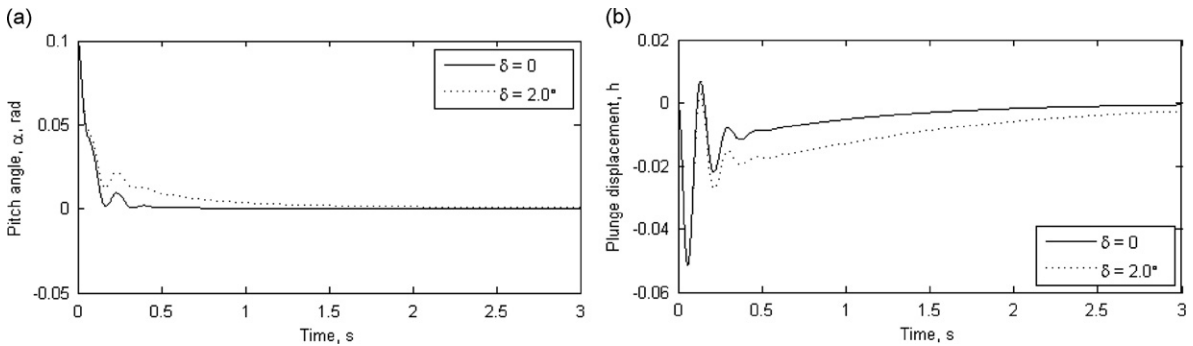 (a)
0.1
0.05
0
-0.05
Pitch angle, α, rad
δ = 0
δ = 2.0°
0 0.5 1 1.5 2 2.5 3
Time, s
(b)
0.02
0
-0.02
-0.04
-0.06
Plunge displacement, h
δ = 0
δ = 2.0°
0 0.5 1 1.5 2 2.5 3
Time, s